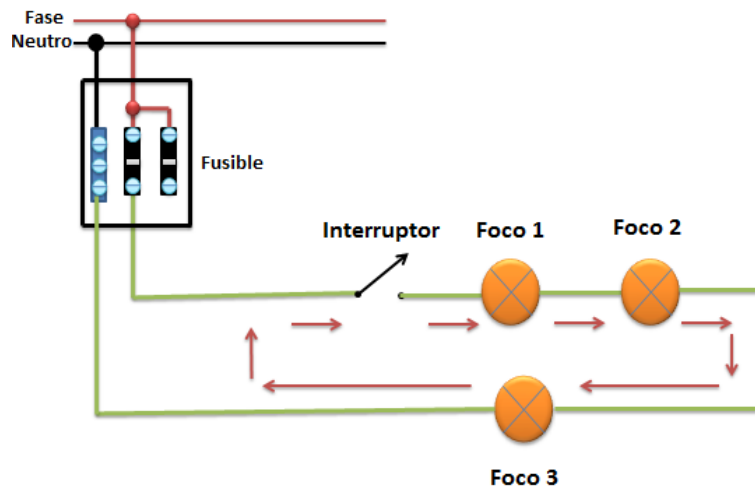 Fase
Neutro
Fusible
Interruptor
Foco 1
Foco 2
Foco 3